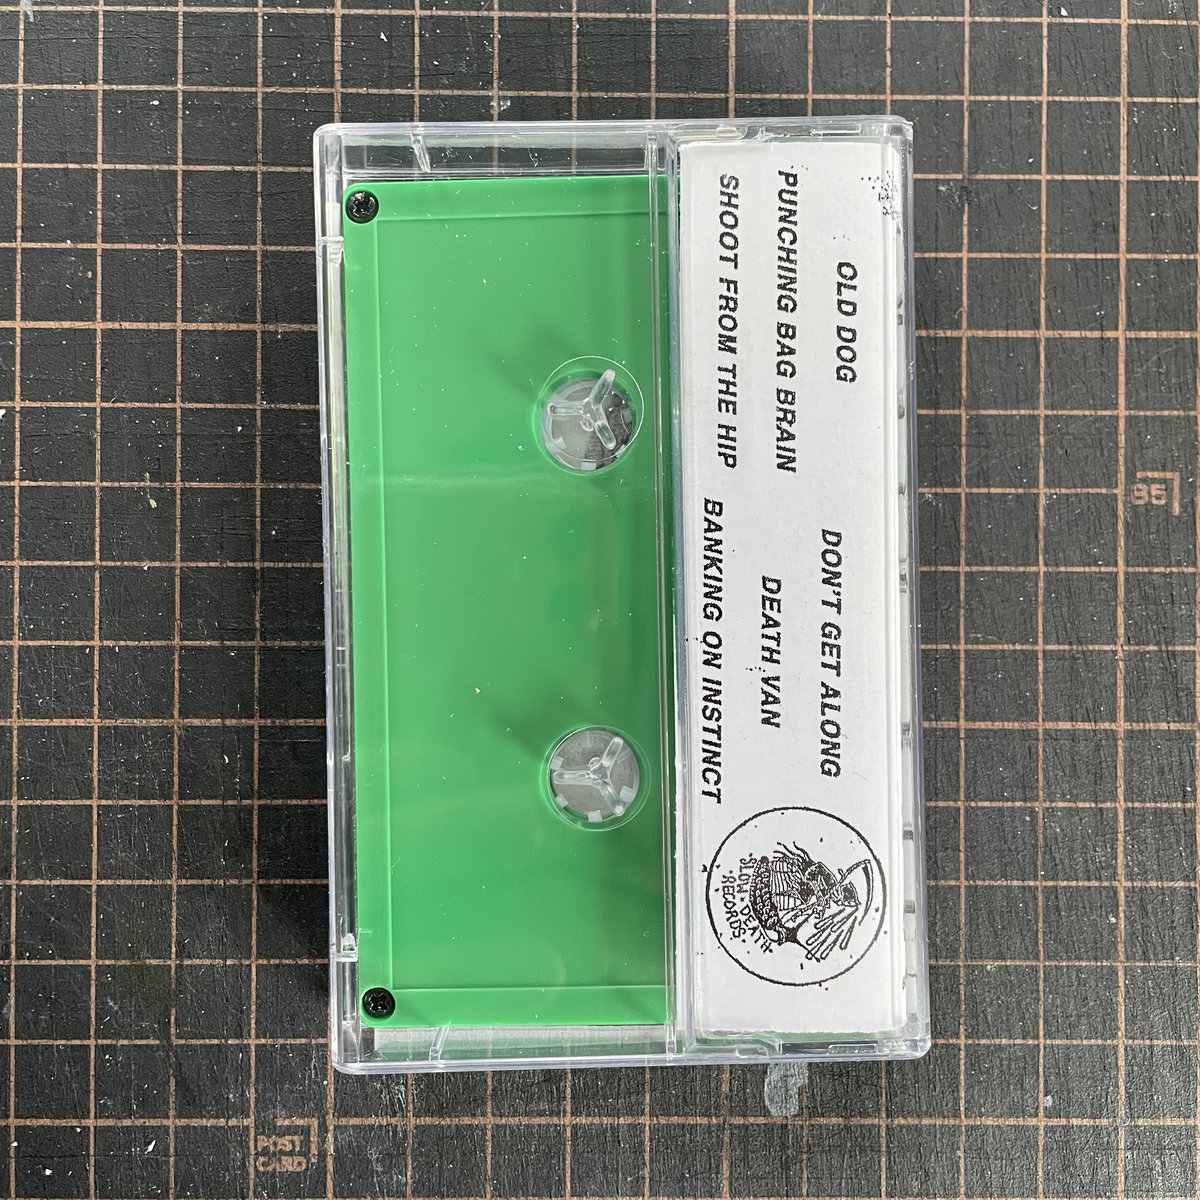 OLD DOG
DON'T GET ALONG
PUNCHING BAG BRAIN
DEATH VAN
SHOOT FROM THE HIP
BANKING ON INSTINCT
·SLOW·DEATH·
·RECORDS·
POST
CARD